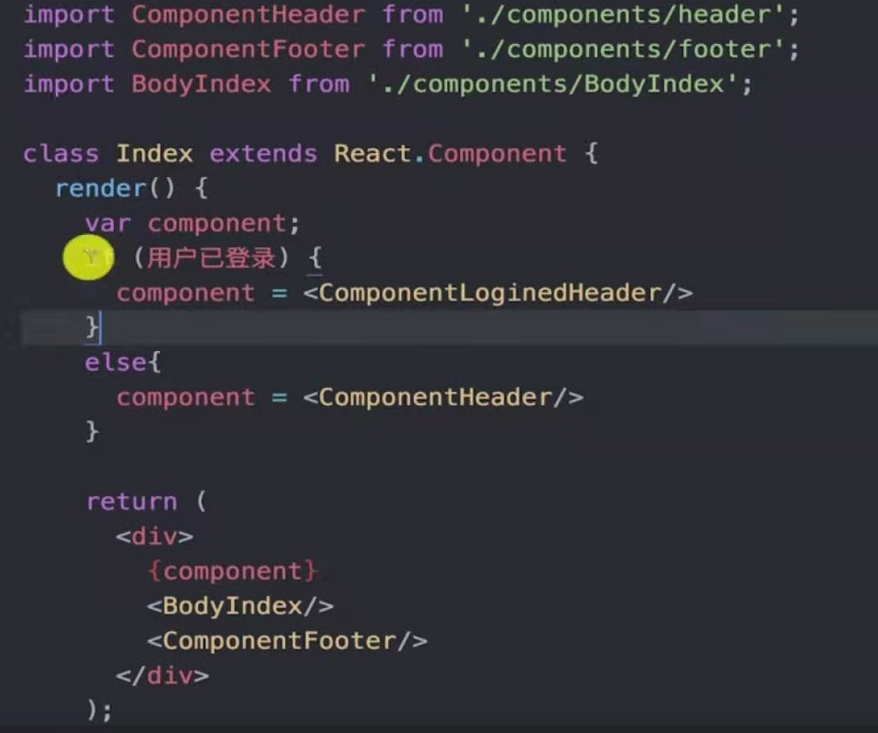 import ComponentHeader from './components/header';
import ComponentFooter from './components/footer';
import BodyIndex from './components/BodyIndex';
class Index extends React.Component {
render() {
var component;
(用户已登录) {
component = <ComponentLoginedHeader/>
}
else{
component = <ComponentHeader/>
}
return (
<div>
{component}
<BodyIndex/>
<ComponentFooter/>
</div>
);